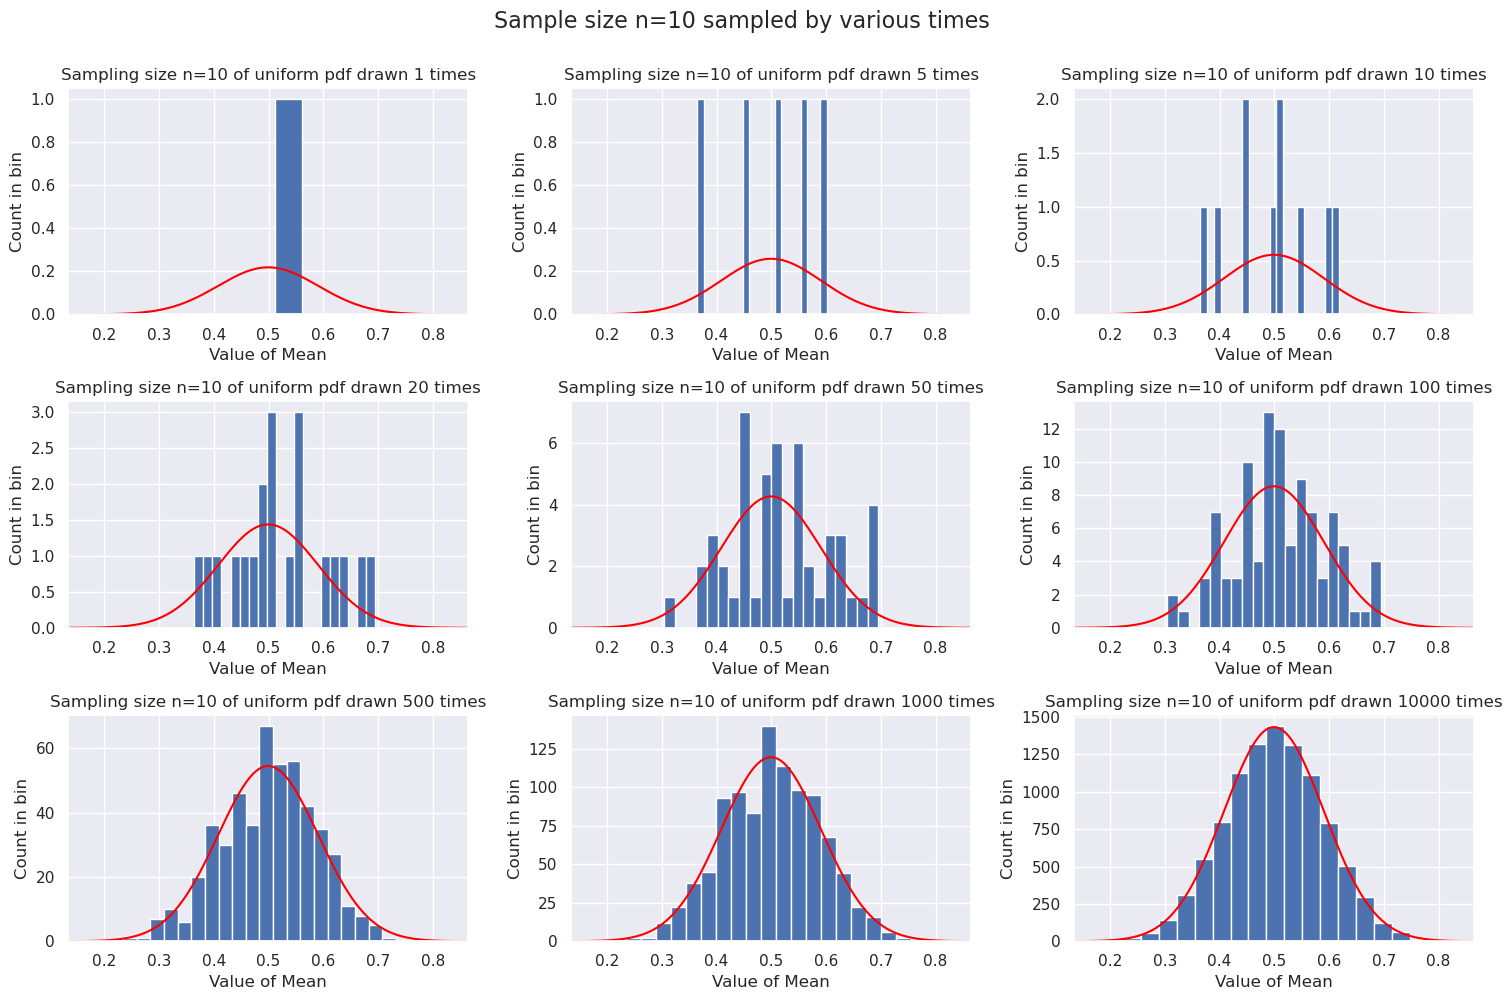 Sample size n=10 sampled by various times
Sampling size n=10 of uniform pdf drawn 1 times
Sampling size n=10 of uniform pdf drawn 5 times
Sampling size n=10 of uniform pdf drawn 10 times
1.0
0.8
0.6
0.4
0.2
0.0
Count in bin
0.2 0.3 0.4 0.5 0.6 0.7 0.8
Value of Mean
1.0
0.8
0.6
0.4
0.2
0.0
Count in bin
0.2 0.3 0.4 0.5 0.6 0.7 0.8
Value of Mean
2.0
1.5
1.0
0.5
0.0
Count in bin
0.2 0.3 0.4 0.5 0.6 0.7 0.8
Value of Mean
Sampling size n=10 of uniform pdf drawn 20 times
Sampling size n=10 of uniform pdf drawn 50 times
Sampling size n=10 of uniform pdf drawn 100 times
3.0
2.5
2.0
1.5
1.0
0.5
0.0
Count in bin
0.2 0.3 0.4 0.5 0.6 0.7 0.8
Value of Mean
6
4
2
0
Count in bin
0.2 0.3 0.4 0.5 0.6 0.7 0.8
Value of Mean
12
10
8
6
4
2
0
Count in bin
0.2 0.3 0.4 0.5 0.6 0.7 0.8
Value of Mean
Sampling size n=10 of uniform pdf drawn 500 times
Sampling size n=10 of uniform pdf drawn 1000 times
Sampling size n=10 of uniform pdf drawn 10000 times
60
40
20
0
Count in bin
0.2 0.3 0.4 0.5 0.6 0.7 0.8
Value of Mean
125
100
75
50
25
0
Count in bin
0.2 0.3 0.4 0.5 0.6 0.7 0.8
Value of Mean
1500
1250
1000
750
500
250
0
Count in bin
0.2 0.3 0.4 0.5 0.6 0.7 0.8
Value of Mean